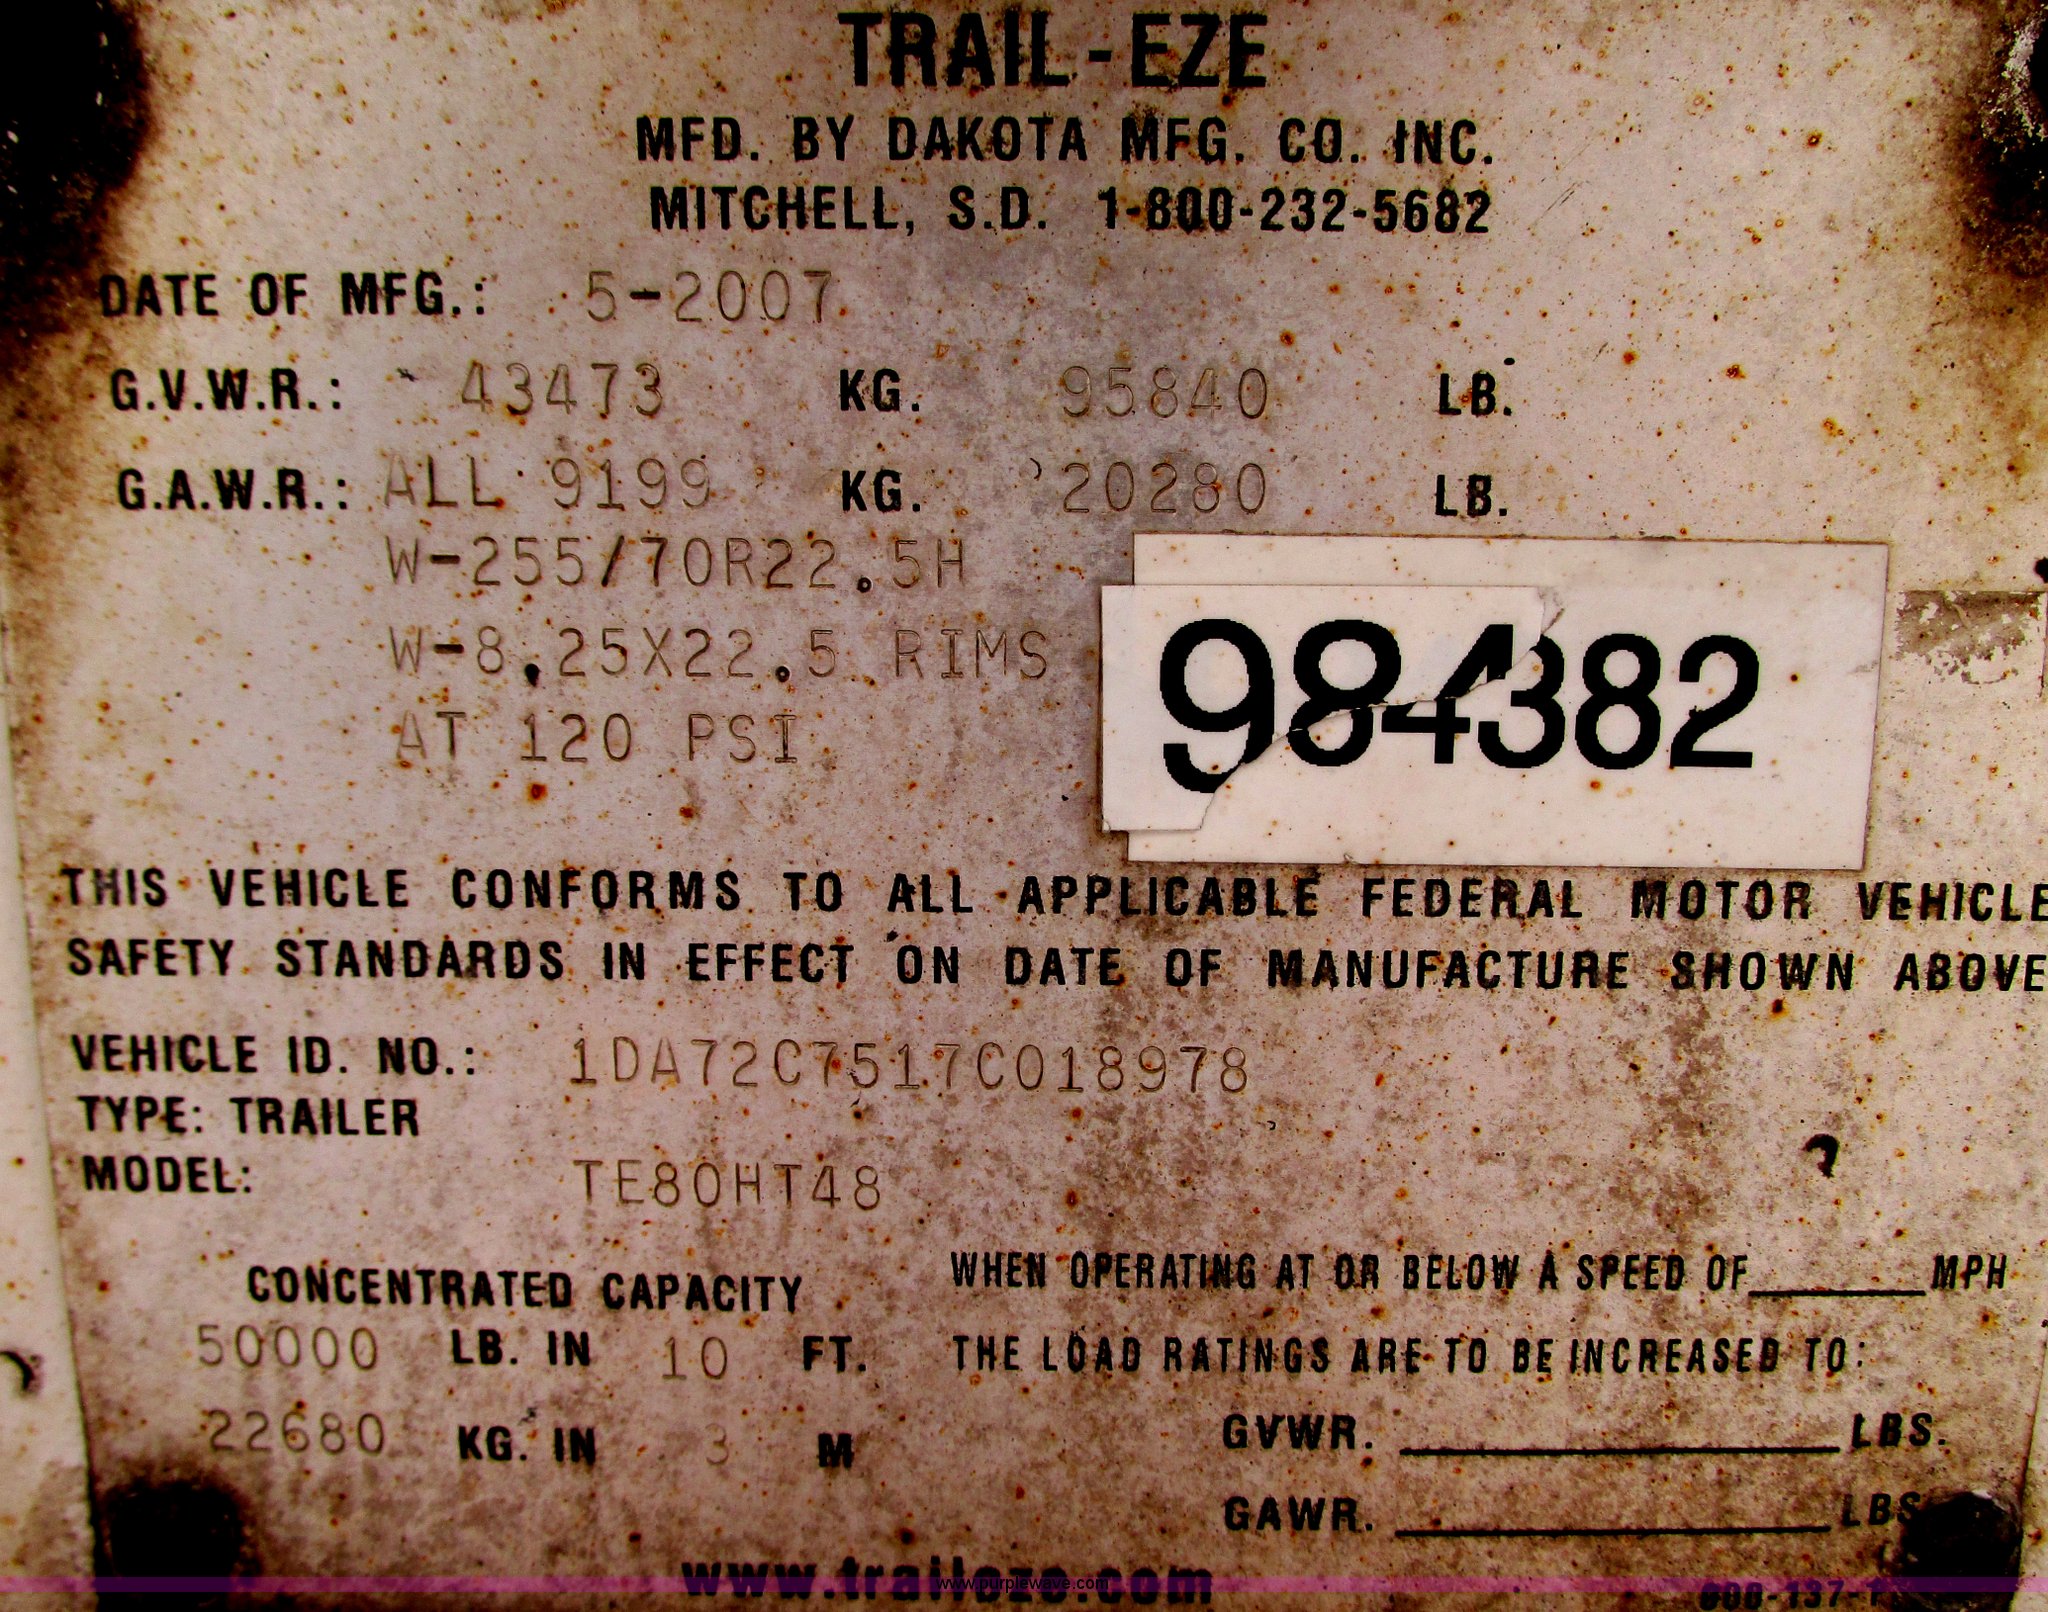 TRAIL-EZE
MFD. BY DAKOTA MFG. CO. INC.
MITCHELL, S.D. 1-800-232-5682
DATE OF MFG.: 5-2007
G.V.W.R.: 43473 KG. 95840 LB.
G.A.W.R.: ALL 9199 KG. 20280 LB.
W-255/70R22.5H
W-8.25X22.5 RIMS
AT 120 PSI
984382
THIS VEHICLE CONFORMS TO ALL APPLICABLE FEDERAL MOTOR VEHICLE
SAFETY STANDARDS IN EFFECT ON DATE OF MANUFACTURE SHOWN ABOVE
VEHICLE ID. NO.: 1DA72C7517C018978
TYPE: TRAILER
MODEL: TE80HT48
CONCENTRATED CAPACITY
50000 LB. IN 10 FT.
22680 KG. IN 3 M
WHEN OPERATING AT OR BELOW A SPEED OF ______ MPH
THE LOAD RATINGS ARE TO BE INCREASED TO:
GVWR. ______ LBS.
GAWR. ______ LBS
www.traileze.com
www.purplewave.com